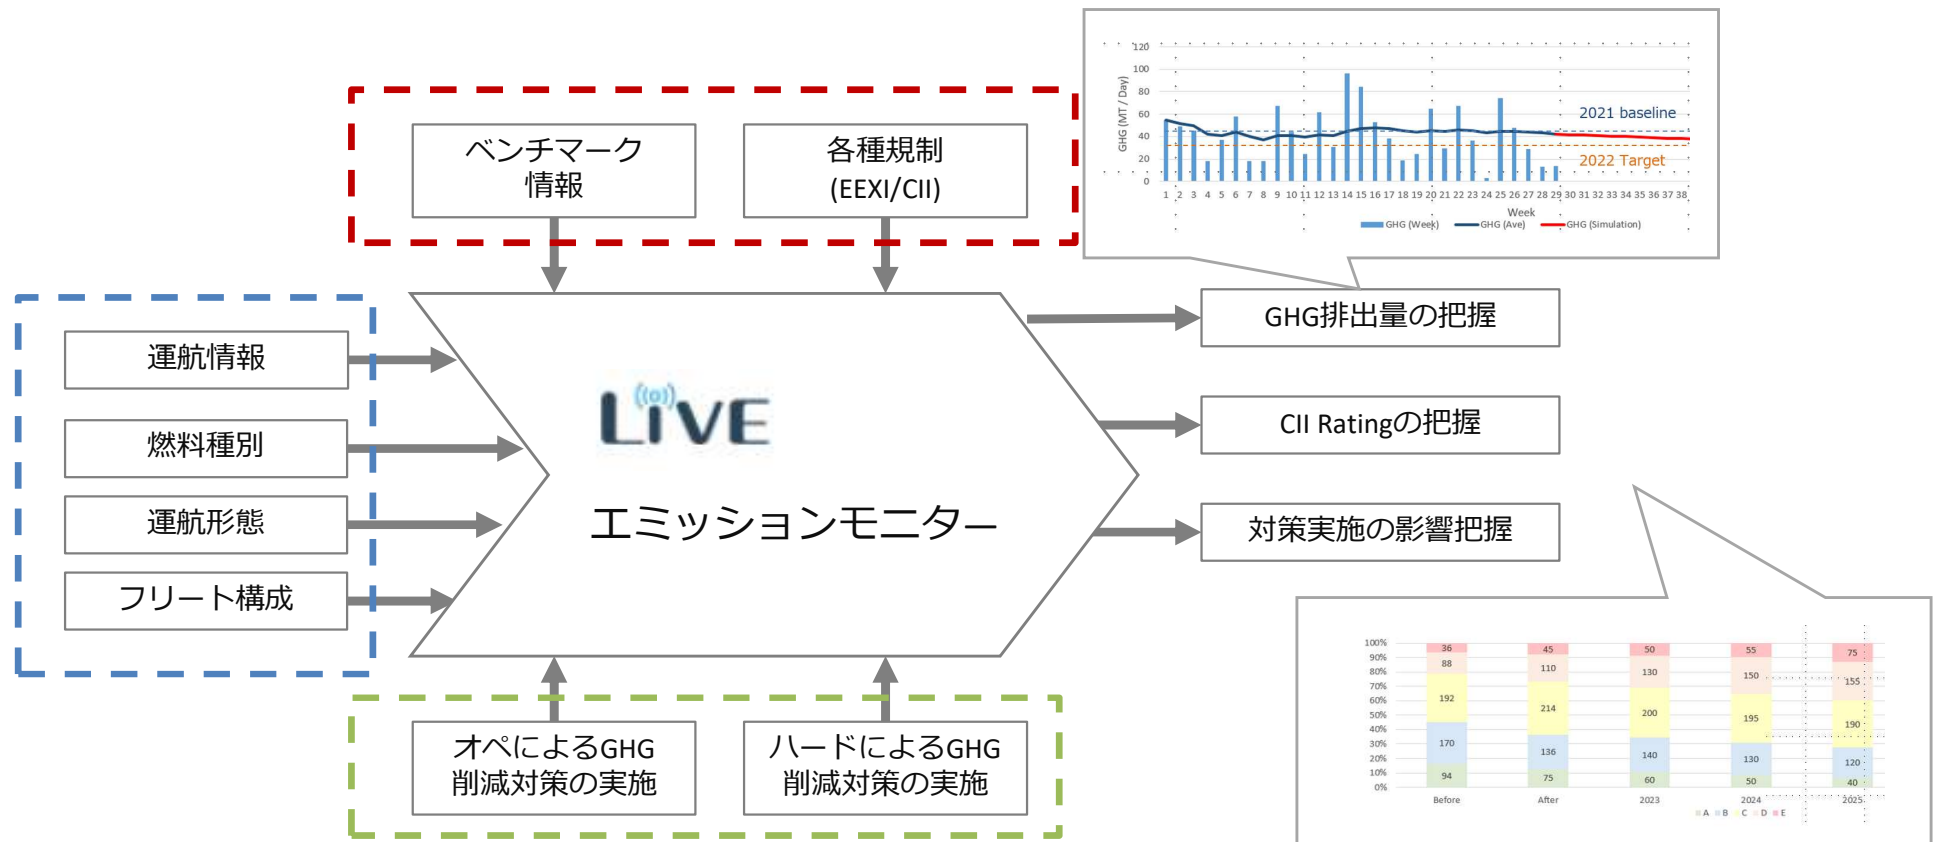 ベンチマーク
情報
各種規制
(EEXI/CII)
120
100
80
60
40
20
0
GHG (MT / Day)
2021 baseline
2022 Target
1 2 3 4 5 6 7 8 9 10 11 12 13 14 15 16 17 18 19 20 21 22 23 24 25 26 27 28 29 30 31 32 33 34 35 36 37 38
Week
GHG (Week) GHG (Ave) GHG (Simulation)
運航情報
燃料種別
運航形態
フリート構成
LiVE
エミッションモニター
GHG排出量の把握
CII Ratingの把握
対策実施の影響把握
オペによるGHG
削減対策の実施
ハードによるGHG
削減対策の実施
100%
90%
80%
70%
60%
50%
40%
30%
20%
10%
0%
36 45 50 55 75
88 110 130 150 155
192 214 200 195 190
170 136 140 130 120
94 75 60 50 40
Before After 2023 2024 2025
A B C D E